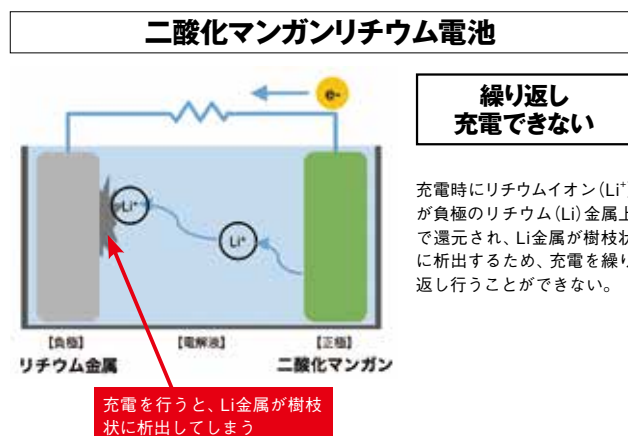 二酸化マンガンリチウム電池
e-
繰り返し
充電できない
充電時にリチウムイオン(Li⁺
が負極のリチウム(Li)金属上
で還元され、Li金属が樹枝状
に析出するため、充電を繰り
返し行うことができない。
Li⁺
Li⁺
【負極】
リチウム金属
【電解液】
【正極】
二酸化マンガン
充電を行うと、Li金属が樹枝
状に析出してしまう